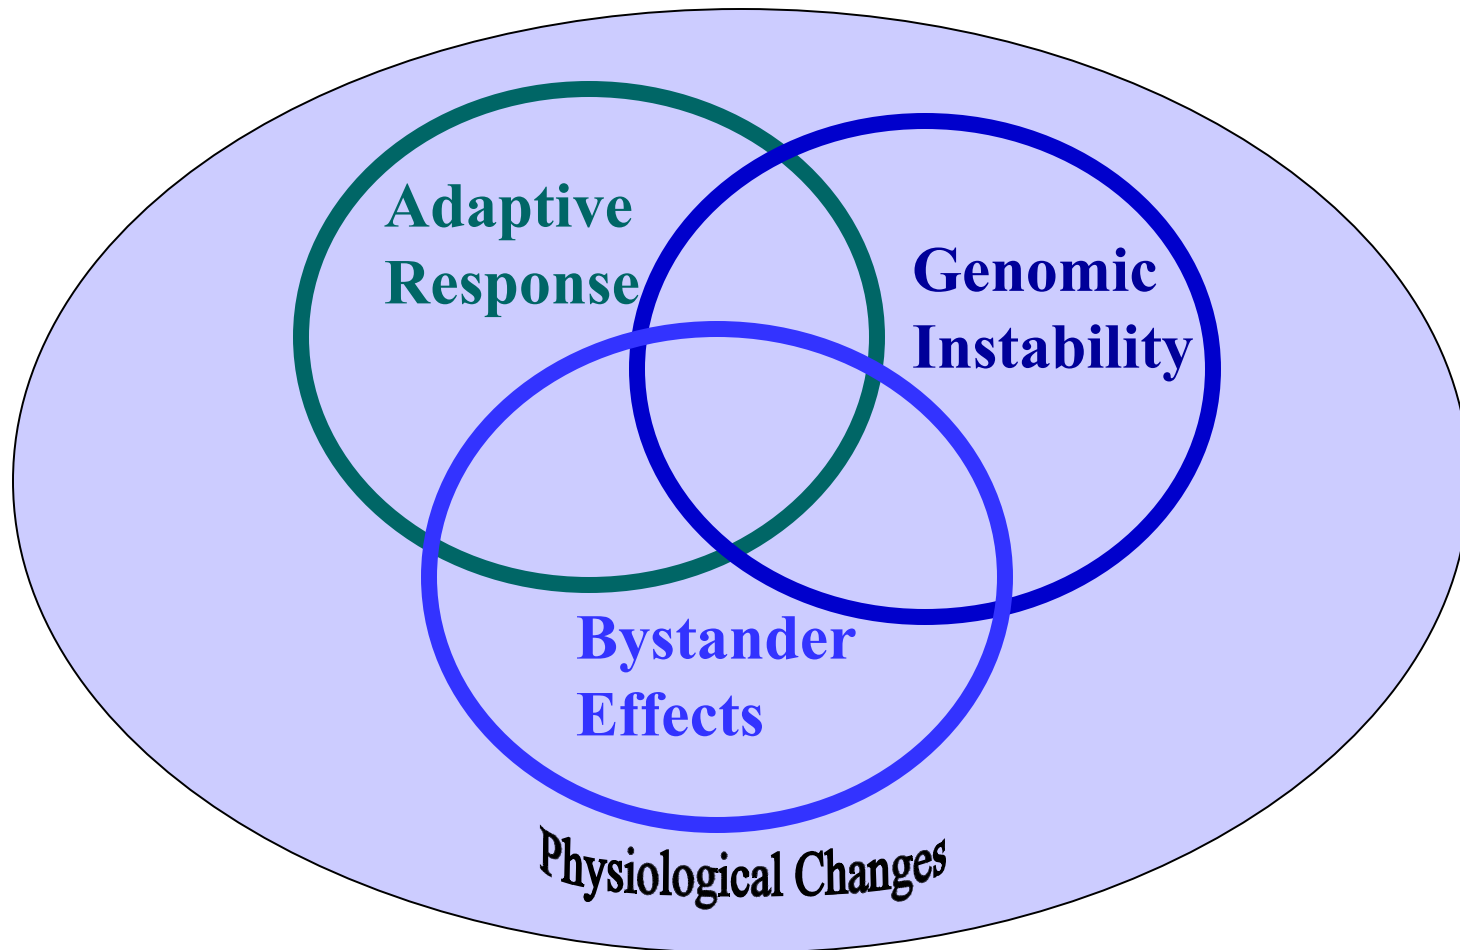 Adaptive
Response
Genomic
Instability
Bystander
Effects
Physiological Changes